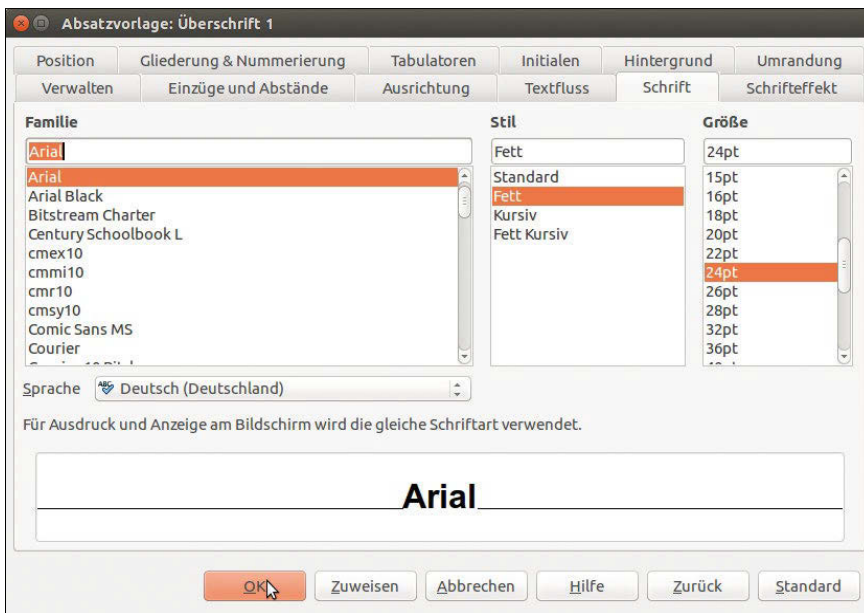 Absatzvorlage: Überschrift 1
Position Gliederung & Nummerierung Tabulatoren Initialen Hintergrund Umrandung
Verwalten Einzüge und Abstände Ausrichtung Textfluss Schrift Schrifteffekt
Familie Stil Größe
Arial Fett 24pt
Arial Standard 15pt
Arial Black Fett 16pt
Bitstream Charter Kursiv 18pt
Century Schoolbook L Fett Kursiv 20pt
cmex10 22pt
cmmi10 24pt
cmr10 26pt
cmsy10 28pt
Comic Sans MS 32pt
Courier 36pt
Sprache ABC Deutsch (Deutschland)
Für Ausdruck und Anzeige am Bildschirm wird die gleiche Schriftart verwendet.
Arial
OK Zuweisen Abbrechen Hilfe Zurück Standard